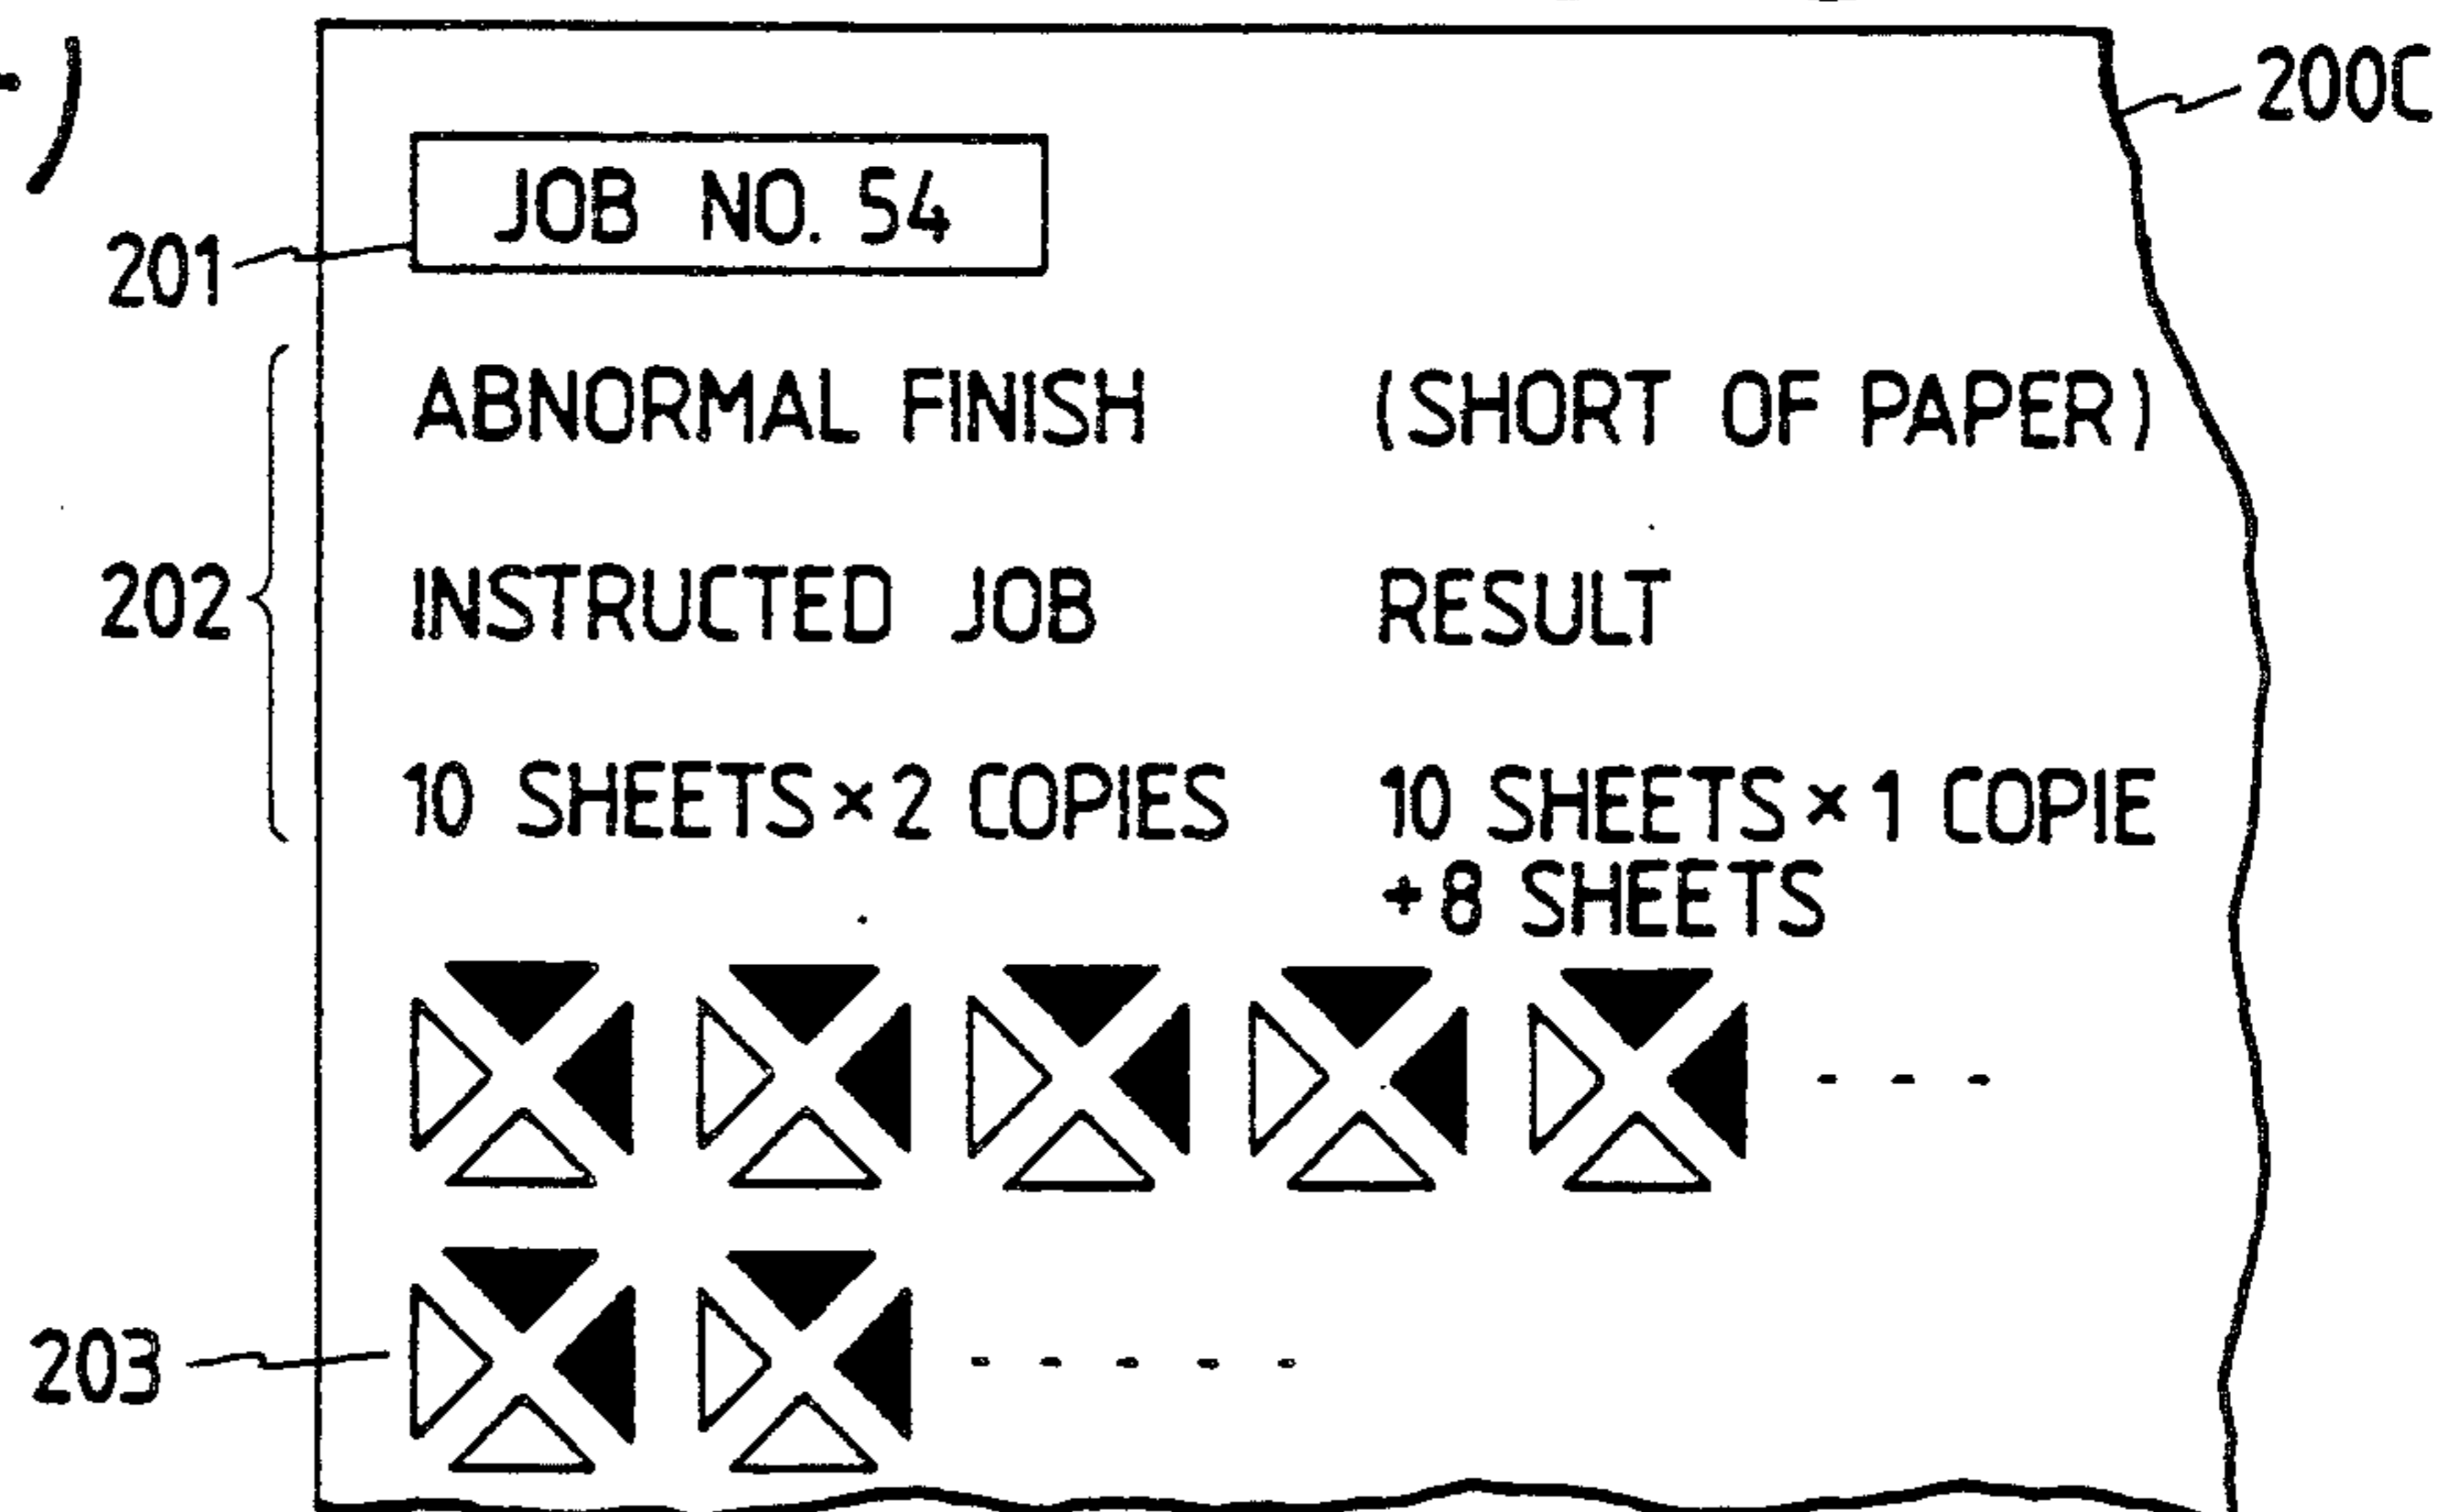 200C
JOB NO. 54
201
ABNORMAL FINISH (SHORT OF PAPER)
202
INSTRUCTED JOB RESULT
10 SHEETS × 2 COPIES 10 SHEETS × 1 COPIE
+ 8 SHEETS
203